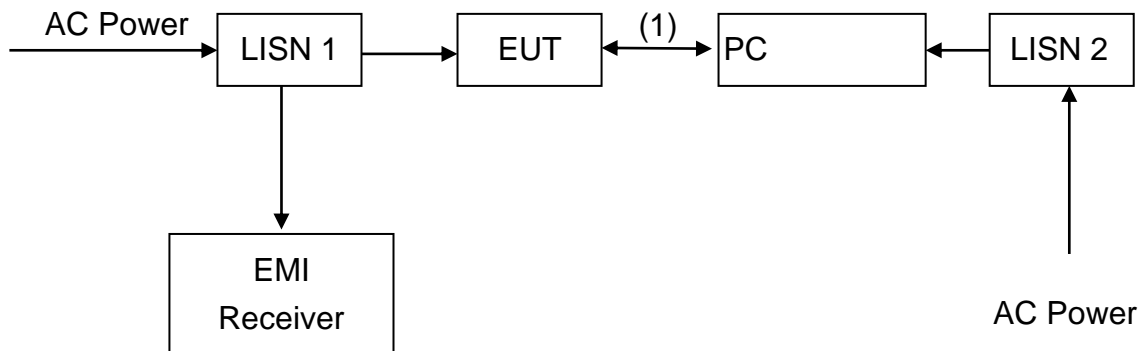 AC Power
LISN 1
EUT
(1)
PC
LISN 2
EMI
Receiver
AC Power